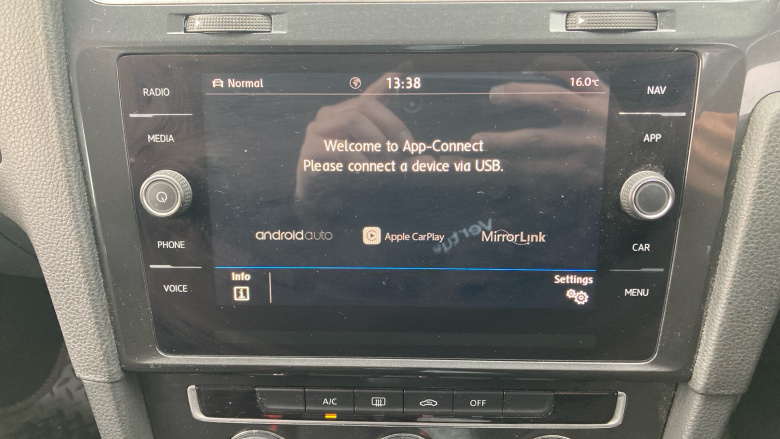 RADIO
MEDIA
PHONE
VOICE
Normal
13:38
16.0℃
Welcome to App-Connect
Please connect a device via USB.
androidauto
Apple CarPlay
MirrorLink
Vertu
Info
i
Settings
NAV
APP
CAR
MENU
A/C
OFF